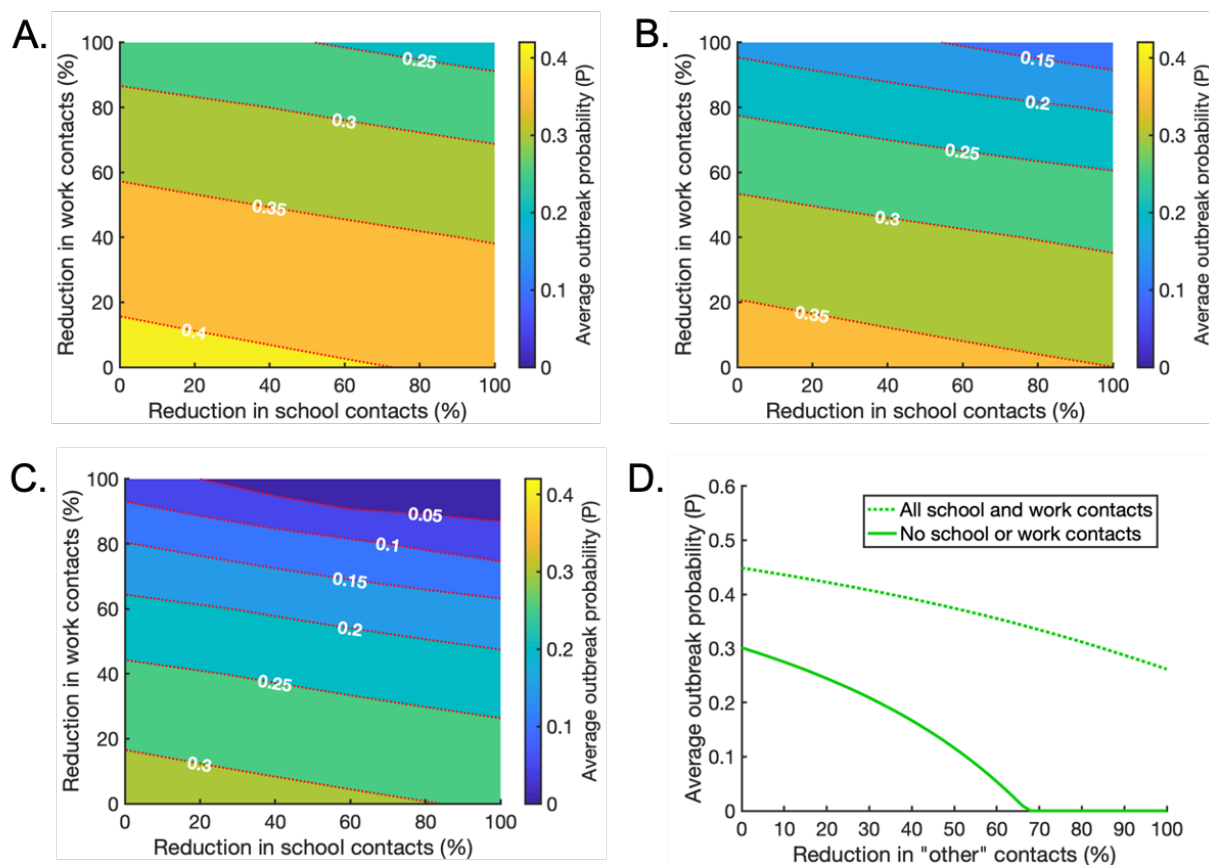 A.
Reduction in work contacts (%)
100
80
60
40
20
0
0.25
0.3
0.35
0.4
0 20 40 60 80 100
Reduction in school contacts (%)
0.4
0.3
0.2
0.1
0
Average outbreak probability (P)
B.
Reduction in work contacts (%)
100
80
60
40
20
0
0.15
0.2
0.25
0.3
0.35
0 20 40 60 80 100
Reduction in school contacts (%)
0.4
0.3
0.2
0.1
0
Average outbreak probability (P)
C.
Reduction in work contacts (%)
100
80
60
40
20
0
0.05
0.1
0.15
0.2
0.25
0.3
0 20 40 60 80 100
Reduction in school contacts (%)
0.4
0.3
0.2
0.1
0
Average outbreak probability (P)
D.
Average outbreak probability (P)
0.6
0.5
0.4
0.3
0.2
0.1
0
All school and work contacts
No school or work contacts
0 10 20 30 40 50 60 70 80 90 100
Reduction in "other" contacts (%)